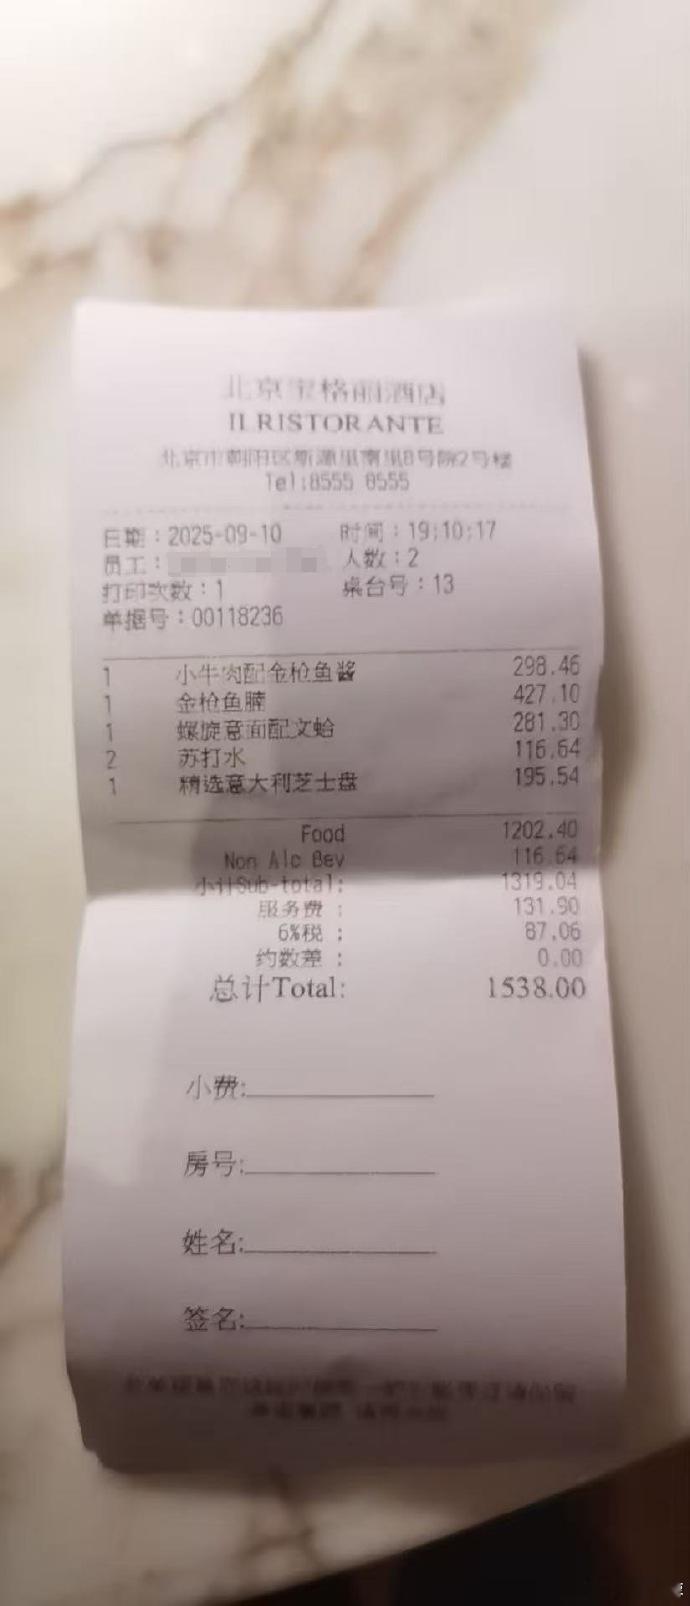 北京宝格丽酒店
IL RISTORANTE
北京市朝阳区新源里南里8号院2号楼
Tel:8555 8555
日期：2025-09-10 时间：19:10:17
员工： 人数：2
打印次数：1 桌台号：13
单据号：00118236
1 小牛肉配金枪鱼酱 298.46
1 金枪鱼腩 427.10
1 螺旋意面配文蛤 281.30
2 苏打水 116.64
1 精选意大利芝士盘 195.54
Food 1202.40
Non Alc Bev 116.64
小计Sub-total: 1319.04
服务费： 131.90
6%税： 87.06
约数差： 0.00
总计Total: 1538.00
小费:
房号:
姓名:
签名: